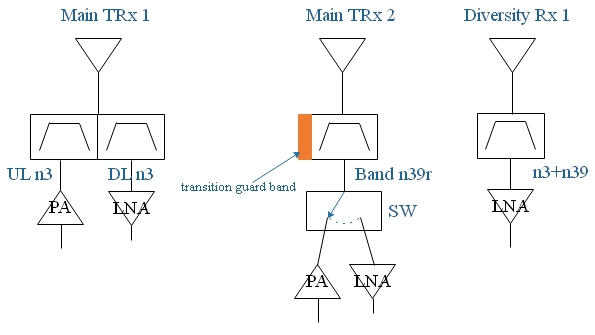 Main TRx 1
Main TRx 2
Diversity Rx 1
UL n3
DL n3
transition guard band
Band n39r
n3+n39
PA
LNA
SW
LNA
PA
LNA